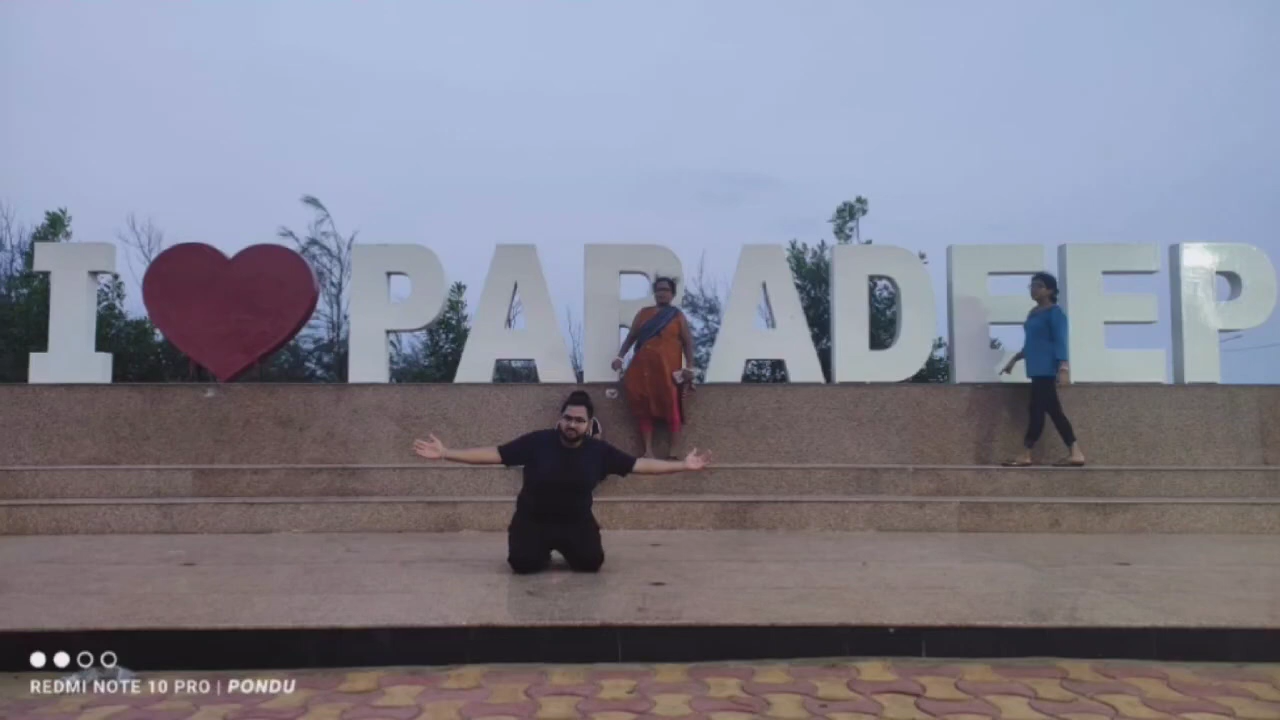 I ❤ PARADEEP
REDMI NOTE 10 PRO | PONDU